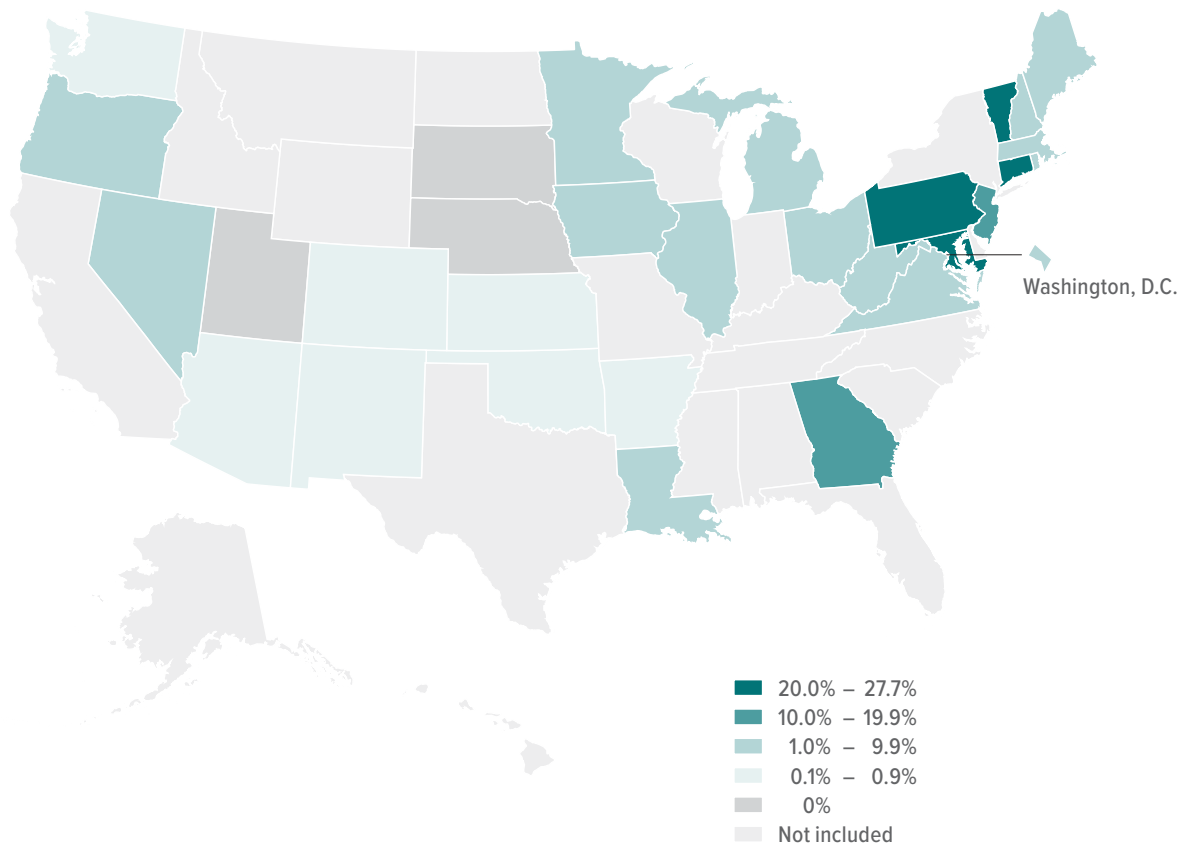 Washington, D.C.
20.0% – 27.7%
10.0% – 19.9%
1.0% – 9.9%
0.1% – 0.9%
0%
Not included